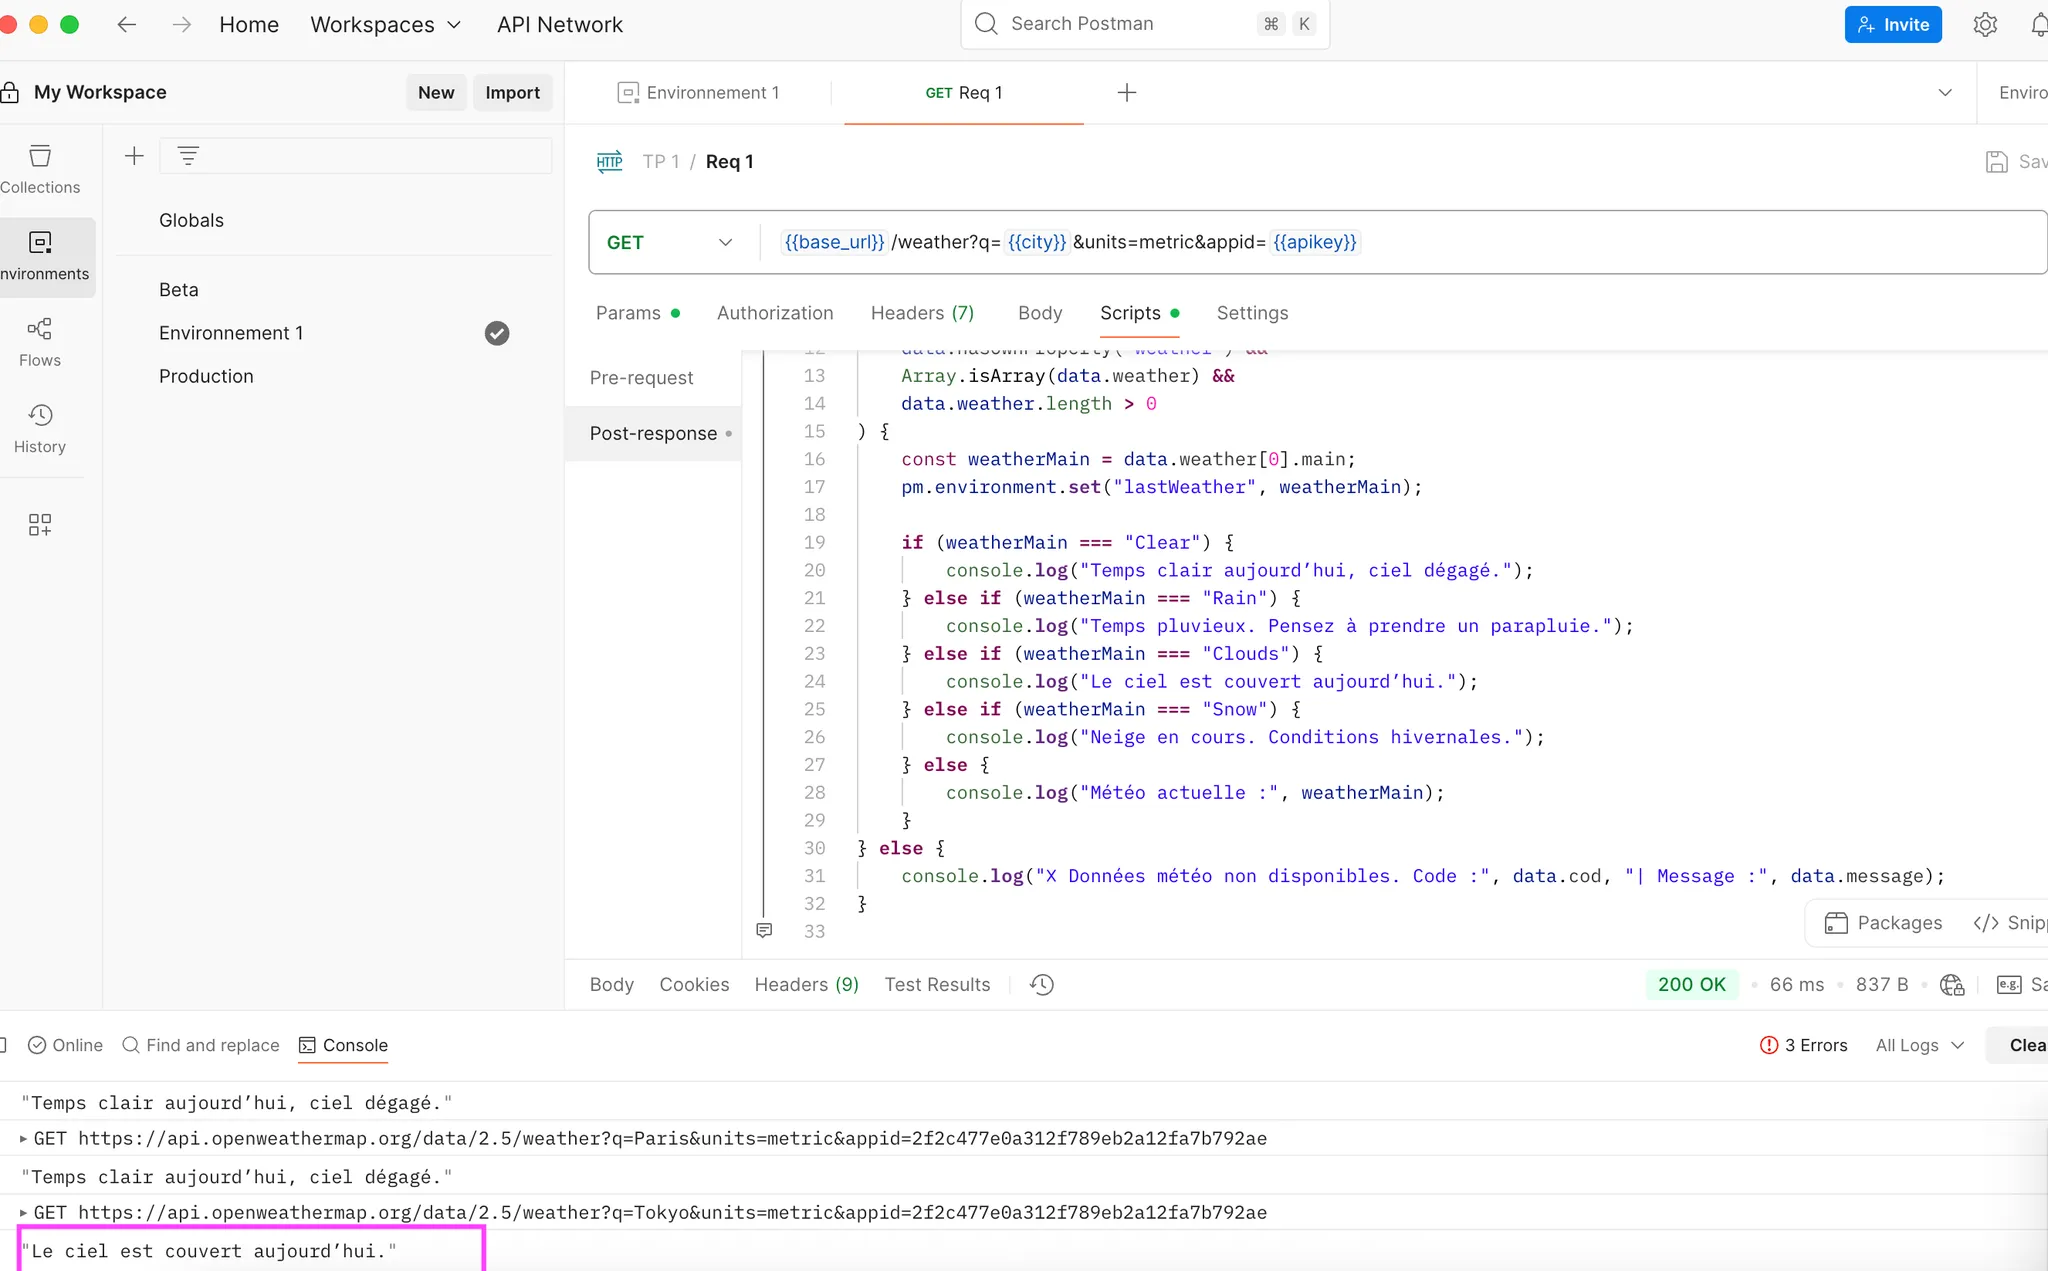 Home Workspaces API Network Search Postman ⌘ K Invite
My Workspace New Import Environnement 1 GET Req 1 Enviro
Collections
Globals
nvironments
Beta
Environnement 1
Production
Flows
History
HTTP TP 1 / Req 1 Sav
GET {{base_url}} /weather?q= {{city}} &units=metric&appid= {{apikey}}
Params Authorization Headers (7) Body Scripts Settings
Pre-request
Post-response
12 data.hasOwnProperty("weather") &&
13 Array.isArray(data.weather) &&
14 data.weather.length > 0
15 ) {
16 const weatherMain = data.weather[0].main;
17 pm.environment.set("lastWeather", weatherMain);
18
19 if (weatherMain === "Clear") {
20 console.log("Temps clair aujourd’hui, ciel dégagé.");
21 } else if (weatherMain === "Rain") {
22 console.log("Temps pluvieux. Pensez à prendre un parapluie.");
23 } else if (weatherMain === "Clouds") {
24 console.log("Le ciel est couvert aujourd’hui.");
25 } else if (weatherMain === "Snow") {
26 console.log("Neige en cours. Conditions hivernales.");
27 } else {
28 console.log("Météo actuelle :", weatherMain);
29 }
30 } else {
31 console.log("X Données météo non disponibles. Code :", data.cod, "| Message :", data.message);
32 }
33
Packages </> Snipp
Body Cookies Headers (9) Test Results 200 OK • 66 ms • 837 B • e.g. Sa
Online Find and replace Console 3 Errors All Logs Clea
"Temps clair aujourd’hui, ciel dégagé."
GET https://api.openweathermap.org/data/2.5/weather?q=Paris&units=metric&appid=2f2c477e0a312f789eb2a12fa7b792ae
"Temps clair aujourd’hui, ciel dégagé."
GET https://api.openweathermap.org/data/2.5/weather?q=Tokyo&units=metric&appid=2f2c477e0a312f789eb2a12fa7b792ae
"Le ciel est couvert aujourd’hui."